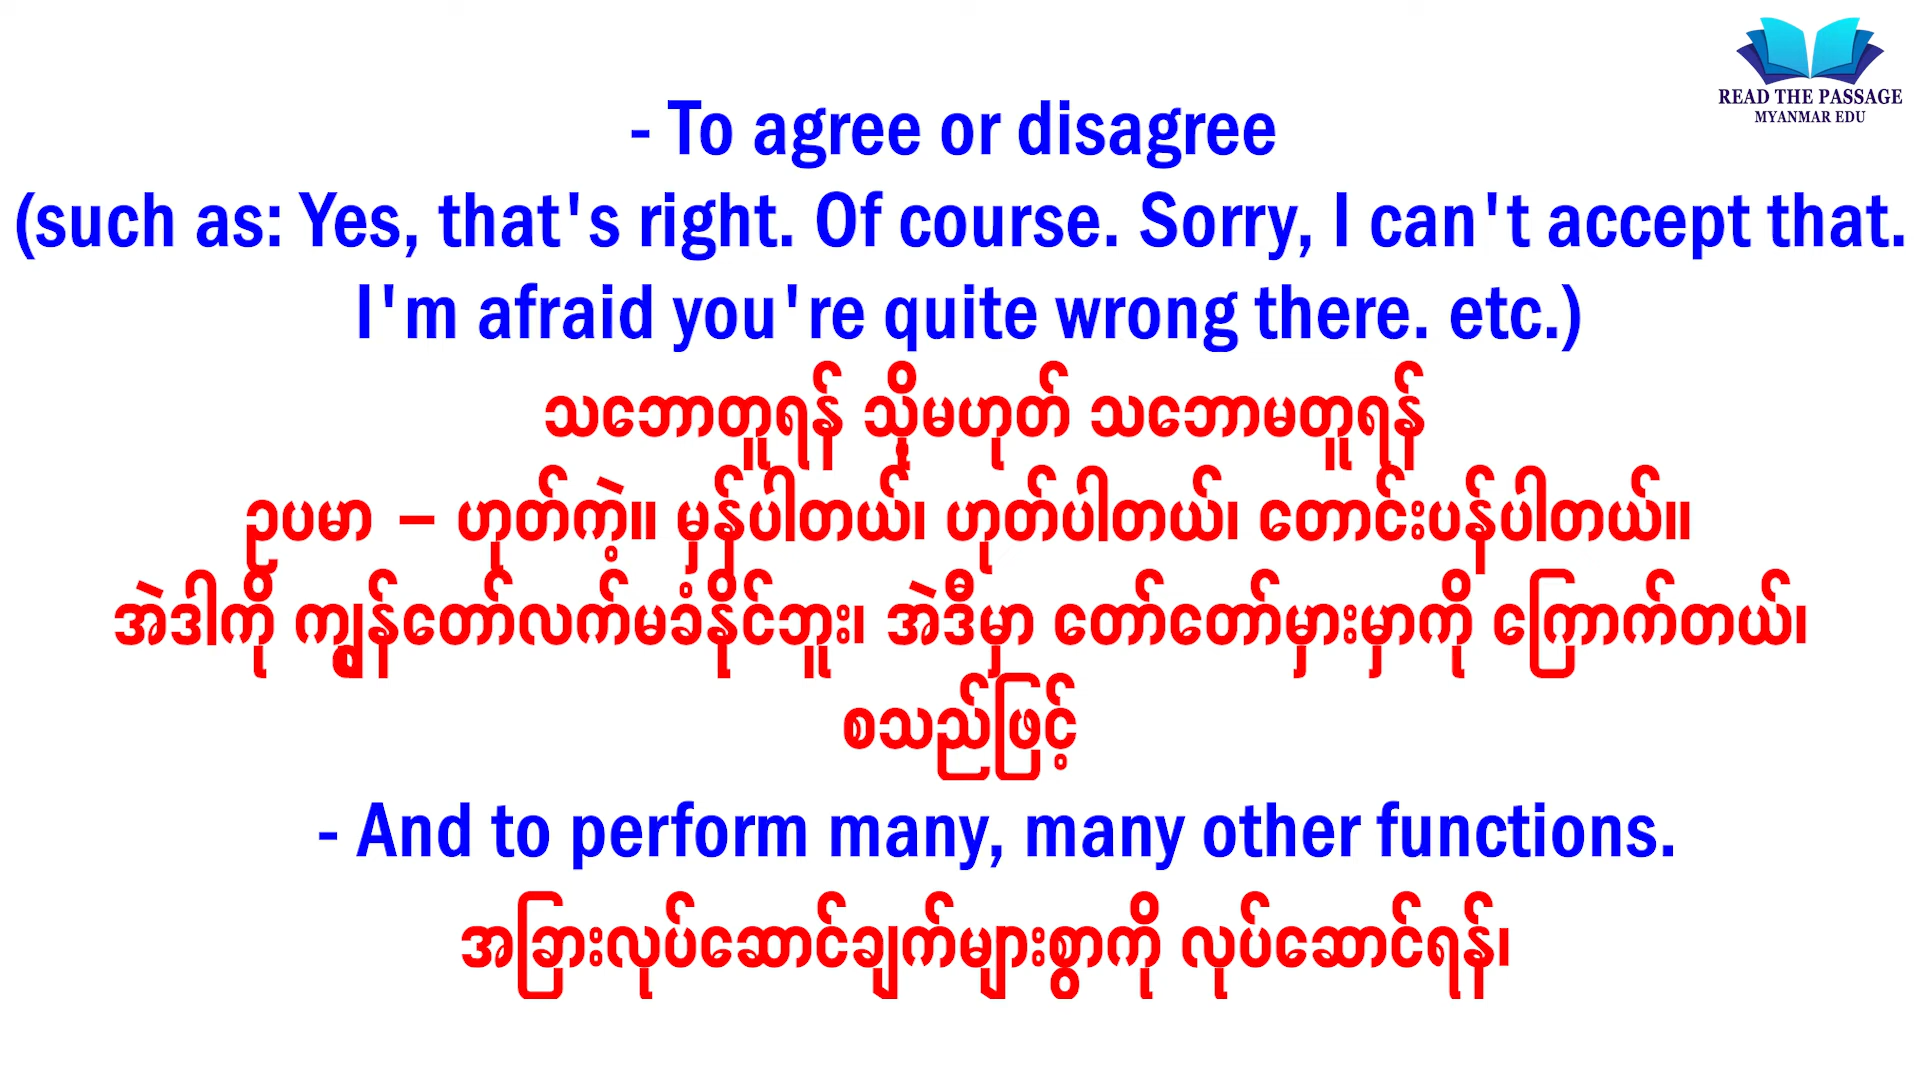 READ THE PASSAGE
MYANMAR EDU
- To agree or disagree
(such as: Yes, that's right. Of course. Sorry, I can't accept that.
I'm afraid you're quite wrong there. etc.)
သဘောတူရန် သို့မဟုတ် သဘောမတူရန်
ဥပမာ – ဟုတ်ကဲ့။ မှန်ပါတယ်၊ ဟုတ်ပါတယ်၊ တောင်းပန်ပါတယ်။
အဲဒါကို ကျွန်တော်လက်မခံနိုင်ဘူး၊ အဲဒီမှာ တော်တော်မှားမှာကို ကြောက်တယ်၊
စသည်ဖြင့်
- And to perform many, many other functions.
အခြားလုပ်ဆောင်ချက်များစွာကို လုပ်ဆောင်ရန်၊